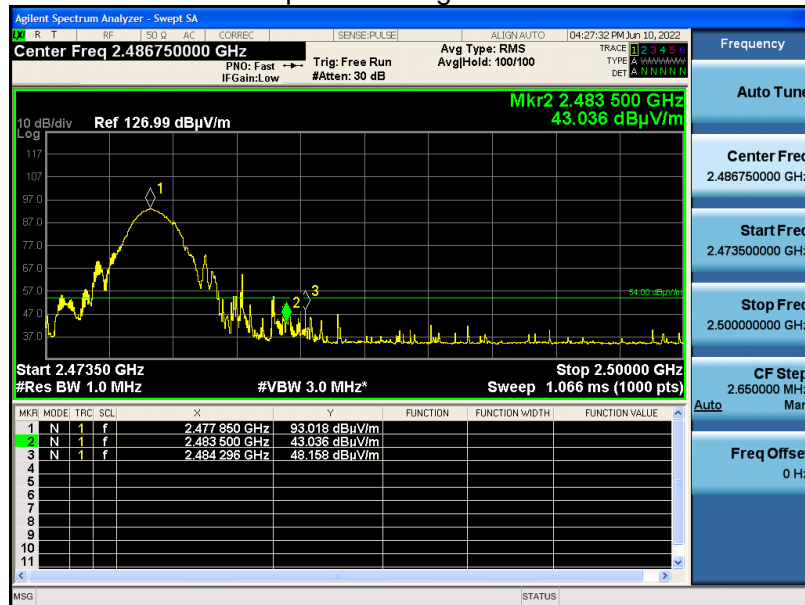 Agilent Spectrum Analyzer - Swept SA
LXI R T RF 50 Ω AC CORREC SENSE:PULSE ALIGN AUTO 04:27:32 PM Jun 10, 2022
Center Freq 2.486750000 GHz
PNO: Fast
IFGain:Low
Trig: Free Run
#Atten: 30 dB
Avg Type: RMS
Avg|Hold: 100/100
TRACE 1 2 3 4 5 6
TYPE A WWWWW
DET A N N N N N
Mkr2 2.483 500 GHz
43.036 dBµV/m
10 dB/div Ref 126.99 dBµV/m
Log
117
107
97.0
87.0
77.0
67.0
57.0
47.0
37.0
1
2
3
54.00 dBµV/m
Start 2.47350 GHz Stop 2.50000 GHz
#Res BW 1.0 MHz #VBW 3.0 MHz* Sweep 1.066 ms (1000 pts)
MKR MODE TRC SCL X Y FUNCTION FUNCTION WIDTH FUNCTION VALUE
1 N 1 f 2.477 850 GHz 93.018 dBµV/m
2 N 1 f 2.483 500 GHz 43.036 dBµV/m
3 N 1 f 2.484 296 GHz 48.158 dBµV/m
4
5
6
7
8
9
10
11
MSG STATUS
Frequency
Auto Tune
Center Freq
2.486750000 GHz
Start Freq
2.473500000 GHz
Stop Freq
2.500000000 GHz
CF Step
2.650000 MHz
Auto Man
Freq Offset
0 Hz